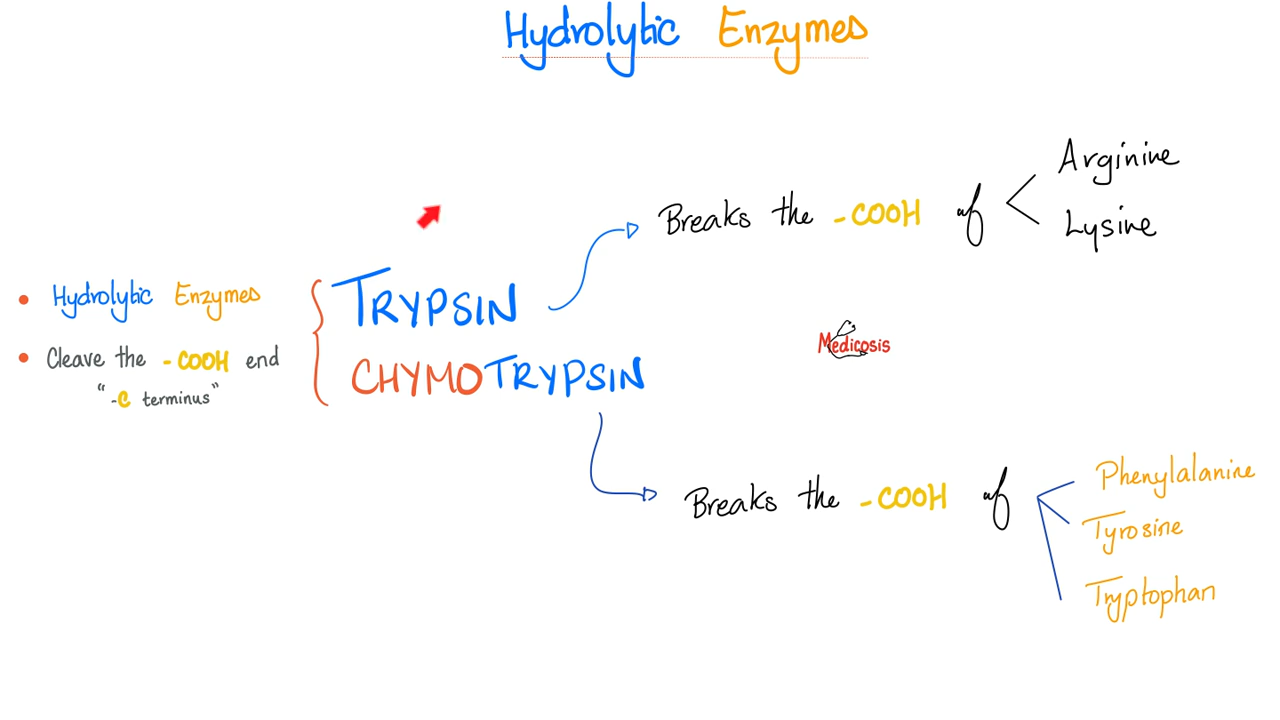 Hydrolytic Enzymes
Arginine
Breaks the -COOH of
Lysine
• Hydrolytic Enzymes
TRYPSIN
Medicosis
• Cleave the -COOH end
"-C terminus"
CHYMOTRYPSIN
Phenylalanine
Breaks the -COOH of
Tyrosine
Tryptophan